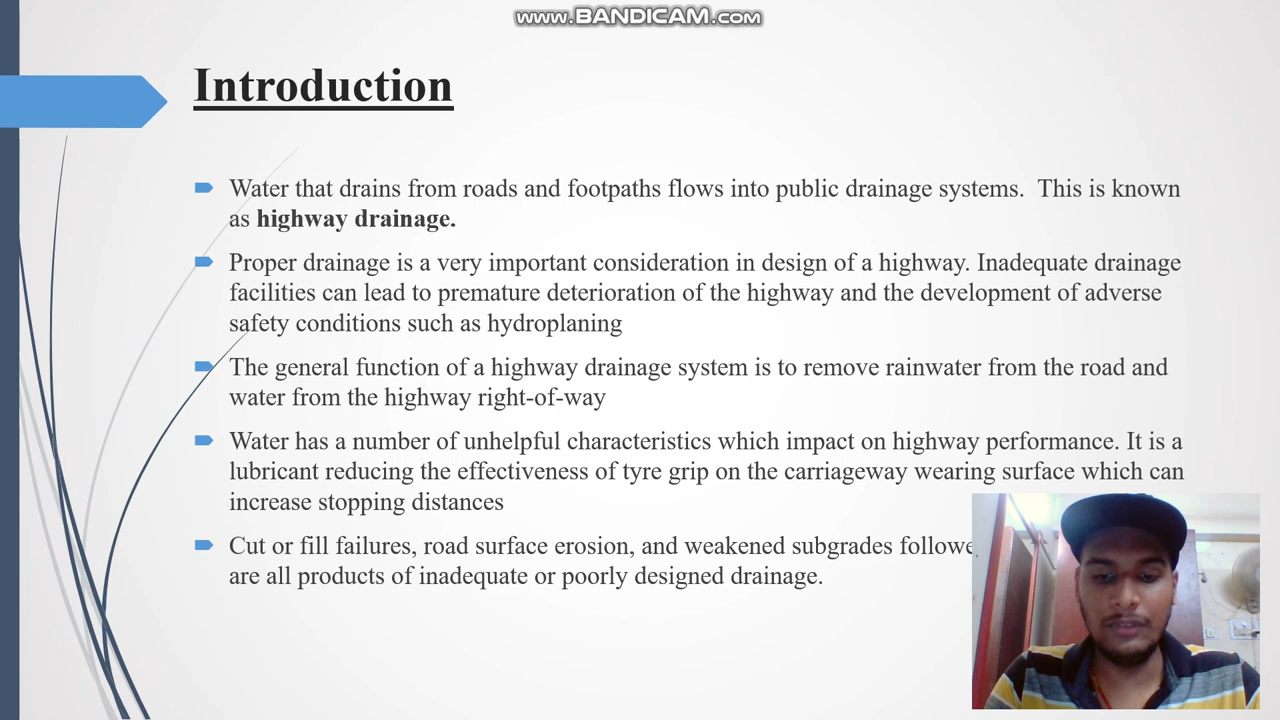 www.BANDICAM.com
Introduction
Water that drains from roads and footpaths flows into public drainage systems.  This is known
as highway drainage.
Proper drainage is a very important consideration in design of a highway. Inadequate drainage
facilities can lead to premature deterioration of the highway and the development of adverse
safety conditions such as hydroplaning
The general function of a highway drainage system is to remove rainwater from the road and
water from the highway right-of-way
Water has a number of unhelpful characteristics which impact on highway performance. It is a
lubricant reducing the effectiveness of tyre grip on the carriageway wearing surface which can
increase stopping distances
Cut or fill failures, road surface erosion, and weakened subgrades
are all products of inadequate or poorly designed drainage.